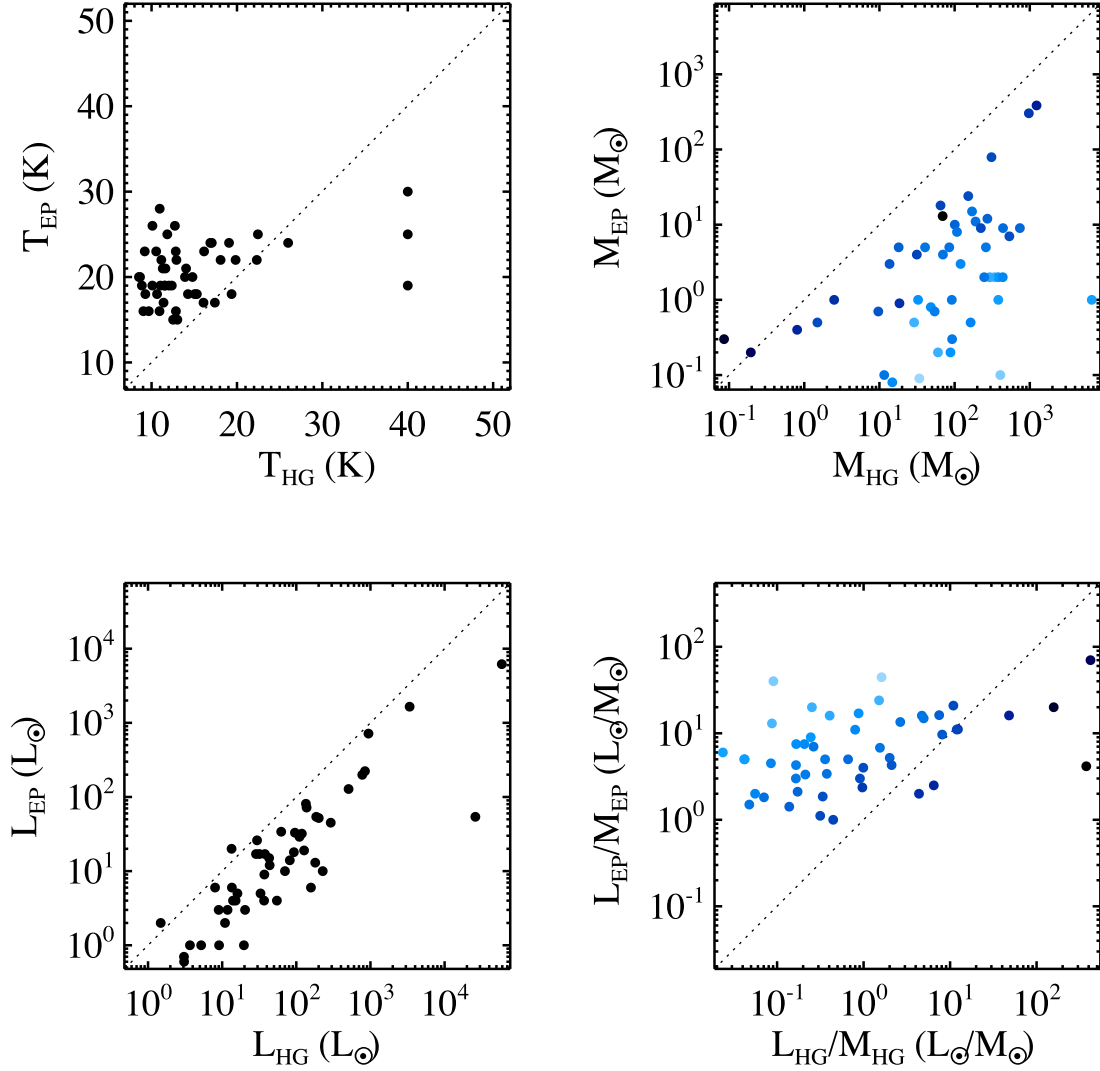 50
40
30
20
10
T_EP (K)
10 20 30 40 50
T_HG (K)
10^3
10^2
10^1
10^0
10^-1
M_EP (M_⊙)
10^-1 10^0 10^1 10^2 10^3
M_HG (M_⊙)
10^4
10^3
10^2
10^1
10^0
L_EP (L_⊙)
10^0 10^1 10^2 10^3 10^4
L_HG (L_⊙)
10^2
10^1
10^0
10^-1
L_EP/M_EP (L_⊙/M_⊙)
10^-1 10^0 10^1 10^2
L_HG/M_HG (L_⊙/M_⊙)